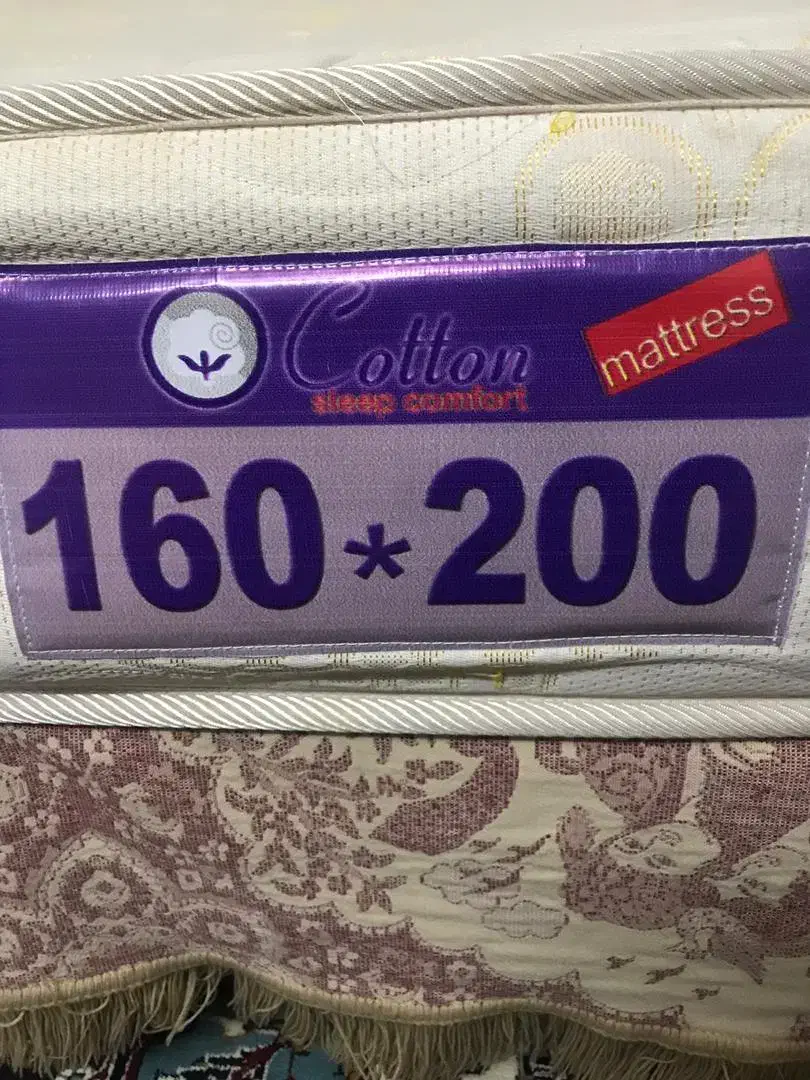 Cotton
sleep comfort
mattress
160*200